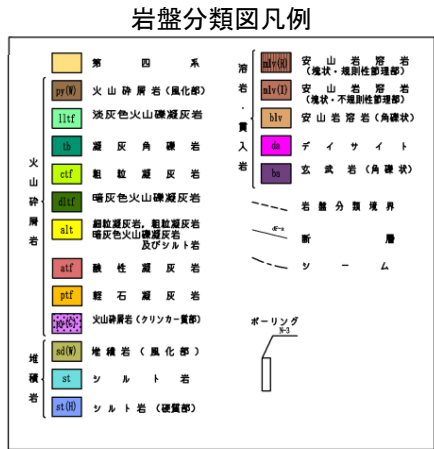 岩盤分類図凡例
第四系
火山砕屑岩
py(W) 火山砕屑岩(風化部)
lltf 淡灰色火山礫凝灰岩
tb 凝灰角礫岩
ctf 粗粒凝灰岩
dltf 暗灰色火山礫凝灰岩
alt 細粒凝灰岩，粗粒凝灰岩
暗灰色火山礫凝灰岩
及びシルト岩
atf 酸性凝灰岩
ptf 軽石凝灰岩
火山砕屑岩(クリンカー質部)
堆積岩
sd(W) 堆積岩(風化部)
st シルト岩
st(H) シルト岩(硬質部)
溶岩・貫入岩
mlv(R) 安山岩溶岩
(塊状・規則性節理部)
mlv(I) 安山岩溶岩
(塊状・不規則性節理部)
blv 安山岩溶岩(角礫状)
da デイサイト
ba 玄武岩(角礫状)
岩盤分類境界
断層
シーム
ボーリング
N-3